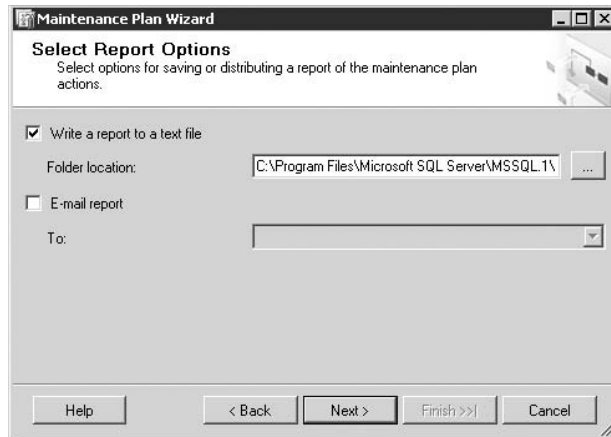 Maintenance Plan Wizard
Select Report Options
Select options for saving or distributing a report of the maintenance plan
actions.
Write a report to a text file
Folder location:
C:\Program Files\Microsoft SQL Server\MSSQL.1\
...
E-mail report
To:
Help
< Back
Next >
Finish >>|
Cancel